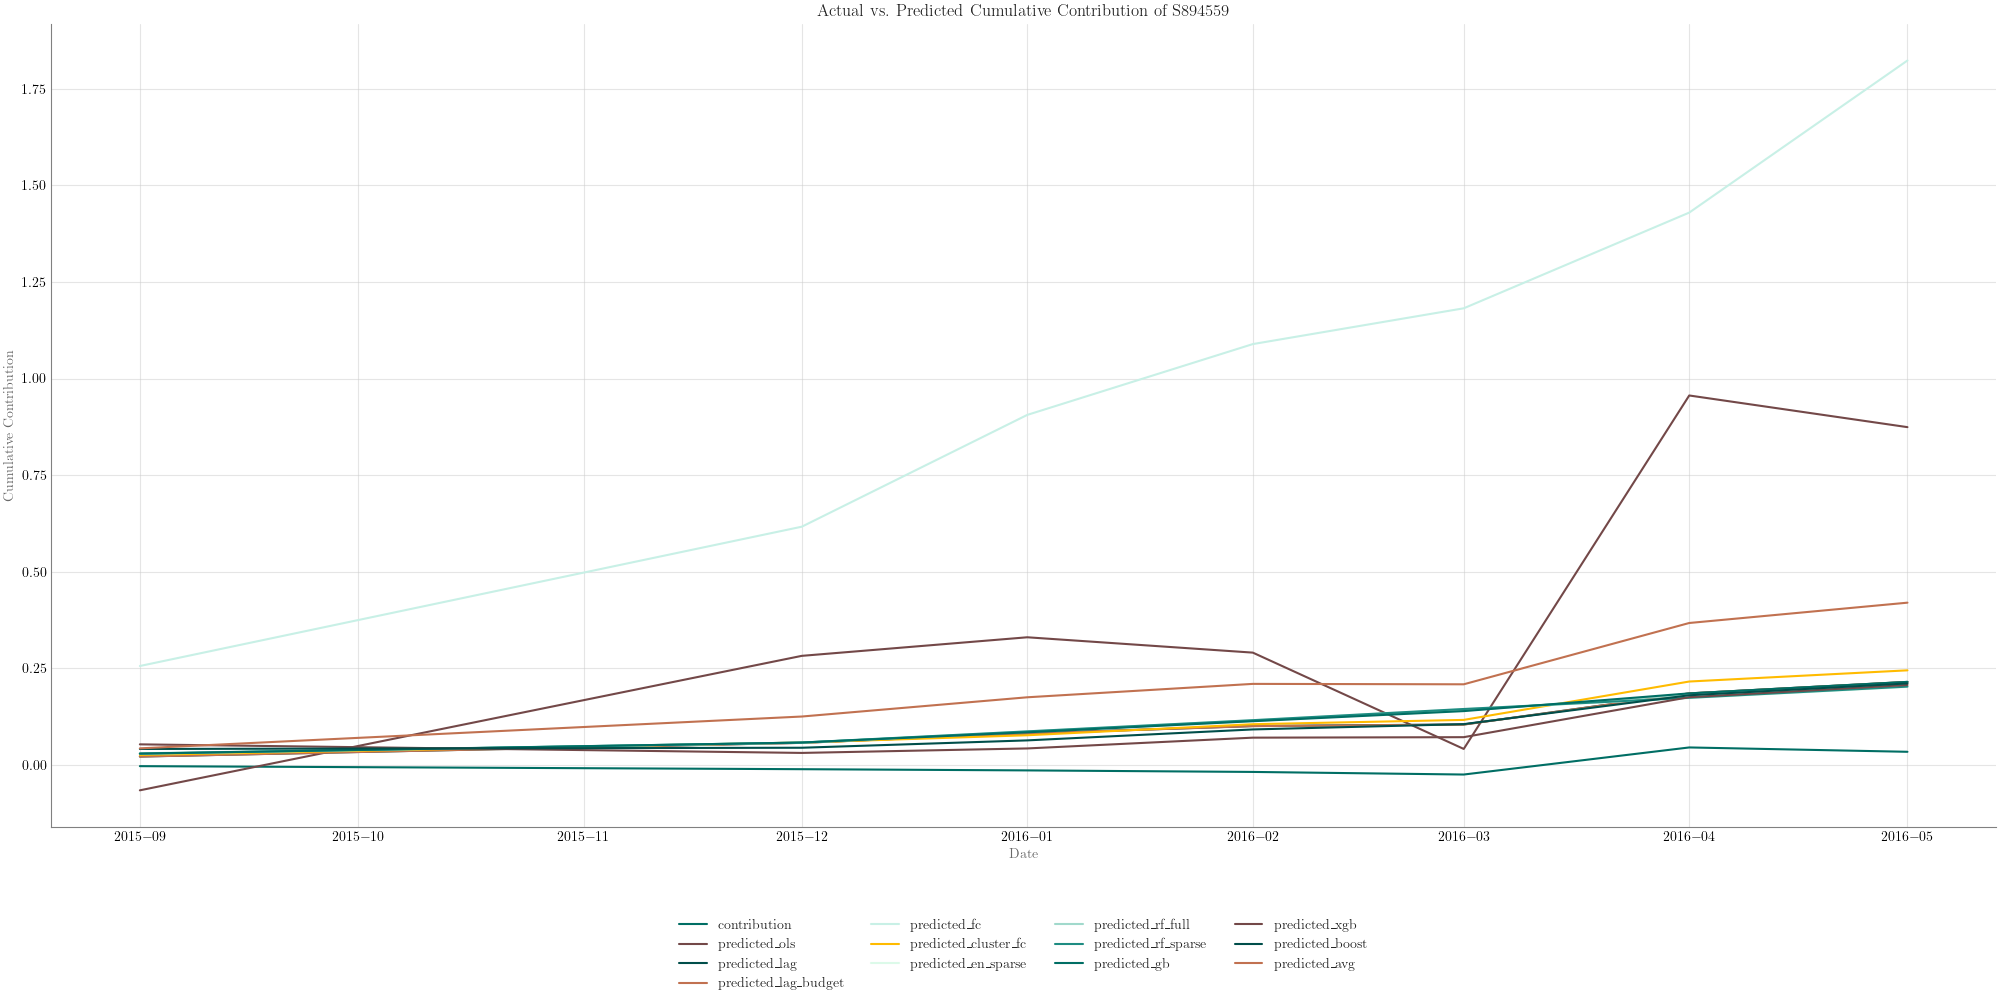 Actual vs. Predicted Cumulative Contribution of S894559
Cumulative Contribution
1.75
1.50
1.25
1.00
0.75
0.50
0.25
0.00
2015−09 2015−10 2015−11 2015−12 2016−01 2016−02 2016−03 2016−04 2016−05
Date
contribution predicted_fc predicted_rf_full predicted_xgb
predicted_ols predicted_cluster_fc predicted_rf_sparse predicted_boost
predicted_lag predicted_en_sparse predicted_gb predicted_avg
predicted_lag_budget